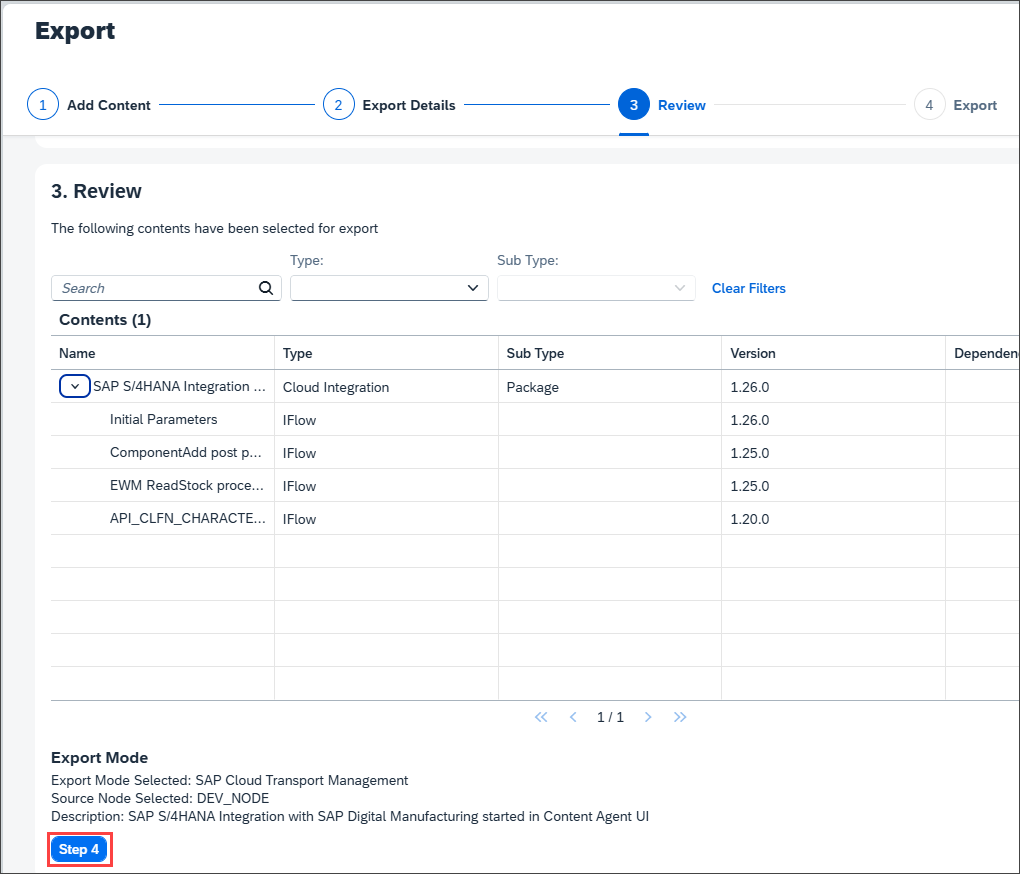 Export
1 Add Content 2 Export Details 3 Review 4 Export
3. Review
The following contents have been selected for export
Type: Sub Type:
Search Clear Filters
Contents (1)
Name Type Sub Type Version Dependen
SAP S/4HANA Integration ... Cloud Integration Package 1.26.0
Initial Parameters IFlow 1.26.0
ComponentAdd post p... IFlow 1.25.0
EWM ReadStock proce... IFlow 1.25.0
API_CLFN_CHARACTE... IFlow 1.20.0
1 / 1
Export Mode
Export Mode Selected: SAP Cloud Transport Management
Source Node Selected: DEV_NODE
Description: SAP S/4HANA Integration with SAP Digital Manufacturing started in Content Agent UI
Step 4